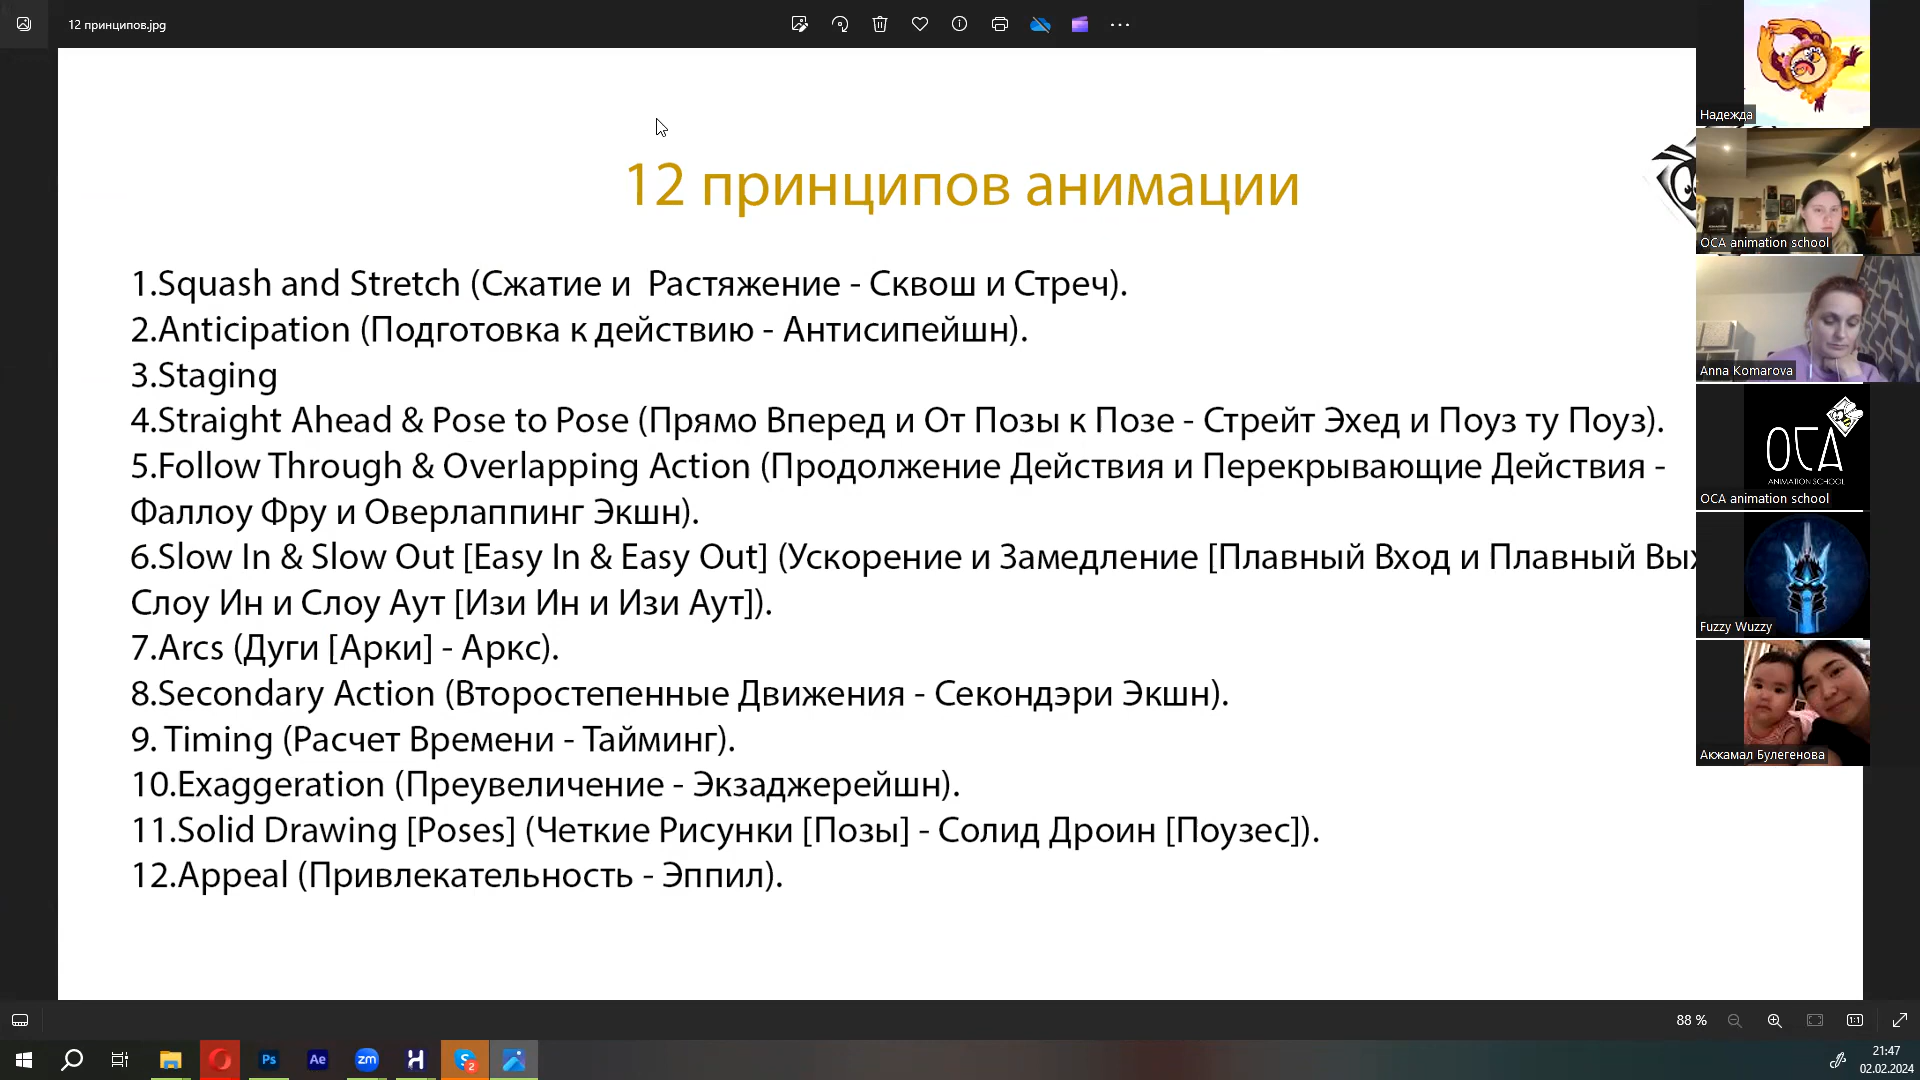 12 принципов.jpg
12 принципов анимации
1.Squash and Stretch (Сжатие и  Растяжение - Сквош и Стреч).
2.Anticipation (Подготовка к действию - Антисипейшн).
3.Staging
4.Straight Ahead & Pose to Pose (Прямо Вперед и От Позы к Позе - Стрейт Эхед и Поуз ту Поуз).
5.Follow Through & Overlapping Action (Продолжение Действия и Перекрывающие Действия -
Фаллоу Фру и Оверлаппинг Экшн).
6.Slow In & Slow Out [Easy In & Easy Out] (Ускорение и Замедление [Плавный Вход и Плавный
Слоу Ин и Слоу Аут [Изи Ин и Изи Аут]).
7.Arcs (Дуги [Арки] - Аркс).
8.Secondary Action (Второстепенные Движения - Секондэри Экшн).
9. Timing (Расчет Времени - Тайминг).
10.Exaggeration (Преувеличение - Экзаджерейшн).
11.Solid Drawing [Poses] (Четкие Рисунки [Позы] - Солид Дроин [Поузес]).
12.Appeal (Привлекательность - Эппил).
Надежда
OCA animation school
Anna Komarova
OCA
ANIMATION SCHOOL
OCA animation school
Fuzzy Wuzzy
Акжамал Булегенова
88 %
1:1
Ps
Ae
zm
H
S
2
21:47
02.02.2024